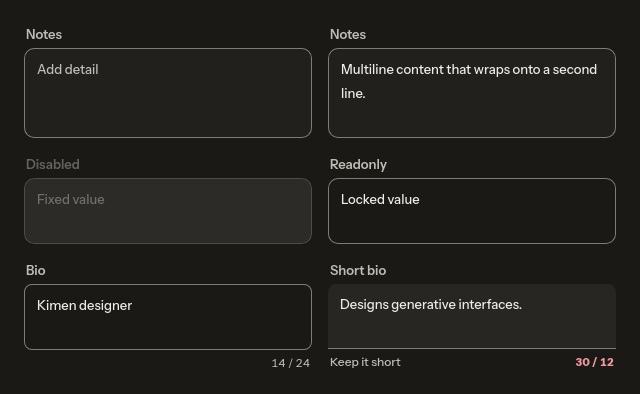 Notes
Add detail
Notes
Multiline content that wraps onto a second
line.
Disabled
Fixed value
Readonly
Locked value
Bio
Kimen designer
14 / 24
Short bio
Designs generative interfaces.
Keep it short
30 / 12